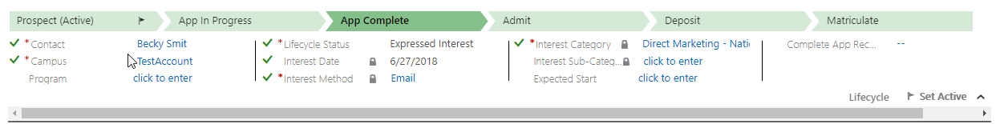 Prospect (Active) App In Progress App Complete Admit Deposit Matriculate
*Contact Becky Smit *Lifecycle Status Expressed Interest *Interest Category Direct Marketing - Natio Complete App Rec... --
*Campus TestAccount Interest Date 6/27/2018 Interest Sub-Categ... click to enter
Program click to enter *Interest Method Email Expected Start click to enter
Lifecycle Set Active